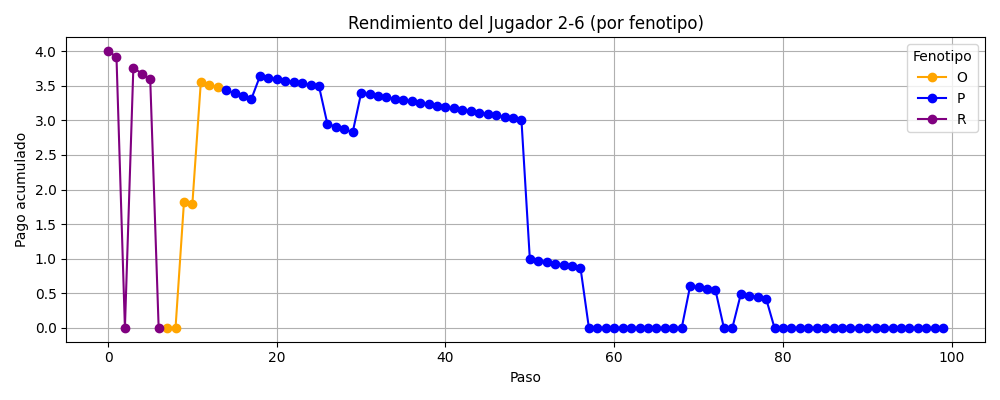 Rendimiento del Jugador 2-6 (por fenotipo)
Pago acumulado
4.0
3.5
3.0
2.5
2.0
1.5
1.0
0.5
0.0
0 20 40 60 80 100
Paso
Fenotipo
O
P
R